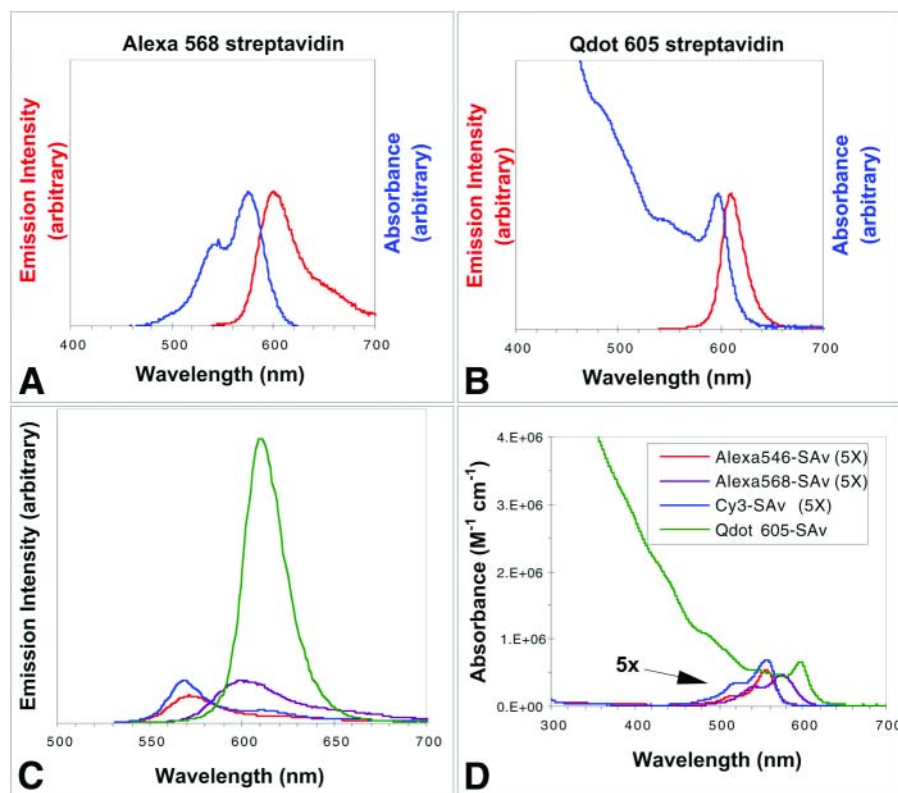 Alexa 568 streptavidin
Emission Intensity
(arbitrary)
Absorbance
(arbitrary)
400 500 600 700
Wavelength (nm)
A
Qdot 605 streptavidin
Emission Intensity
(arbitrary)
Absorbance
(arbitrary)
400 500 600 700
Wavelength (nm)
B
Emission Intensity (arbitrary)
500 550 600 650 700
Wavelength (nm)
C
Absorbance (M⁻¹ cm⁻¹)
4.E+06
3.E+06
2.E+06
1.E+06
0.E+00
Alexa546-SAv (5X)
Alexa568-SAv (5X)
Cy3-SAv (5X)
Qdot 605-SAv
5x
300 400 500 600 700
Wavelength (nm)
D